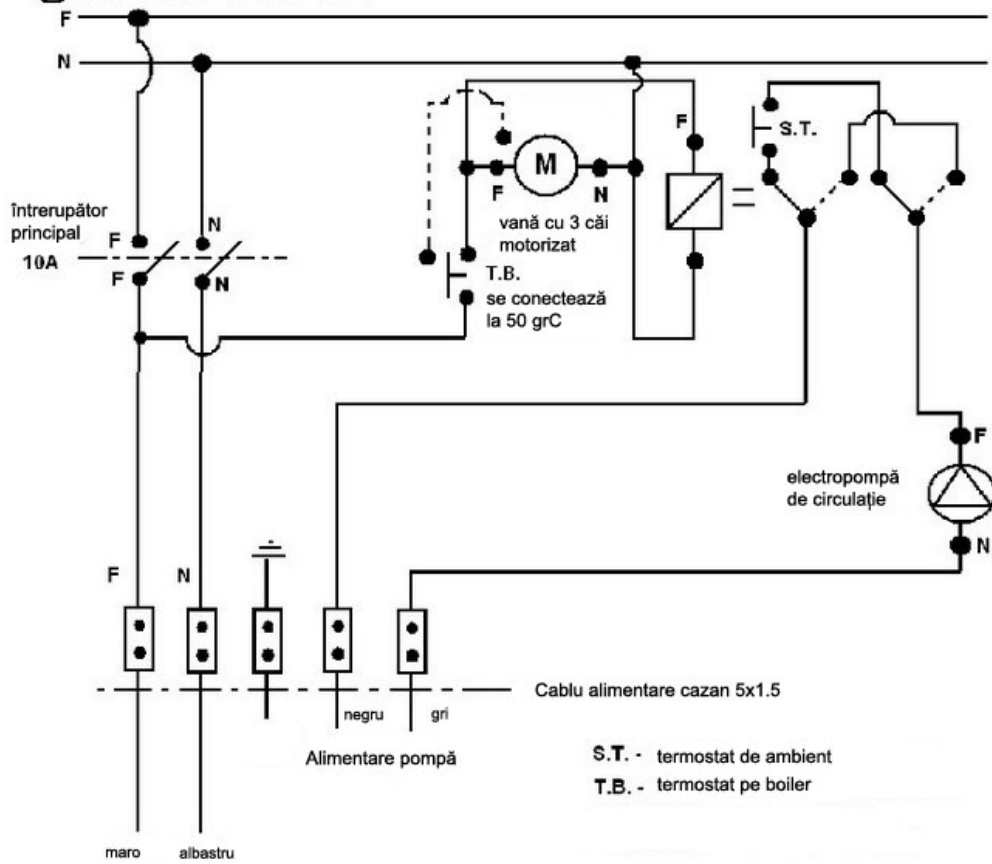 F
N
F
S.T.
M
F
N
F
N
întrerupător
principal
10A
F
N
vană cu 3 căi
motorizat
T.B.
se conectează
la 50 grC
F
electropompă
de circulație
N
F
N
Cablu alimentare cazan 5x1.5
negru
gri
Alimentare pompă
S.T. - termostat de ambient
T.B. - termostat pe boiler
maro
albastru